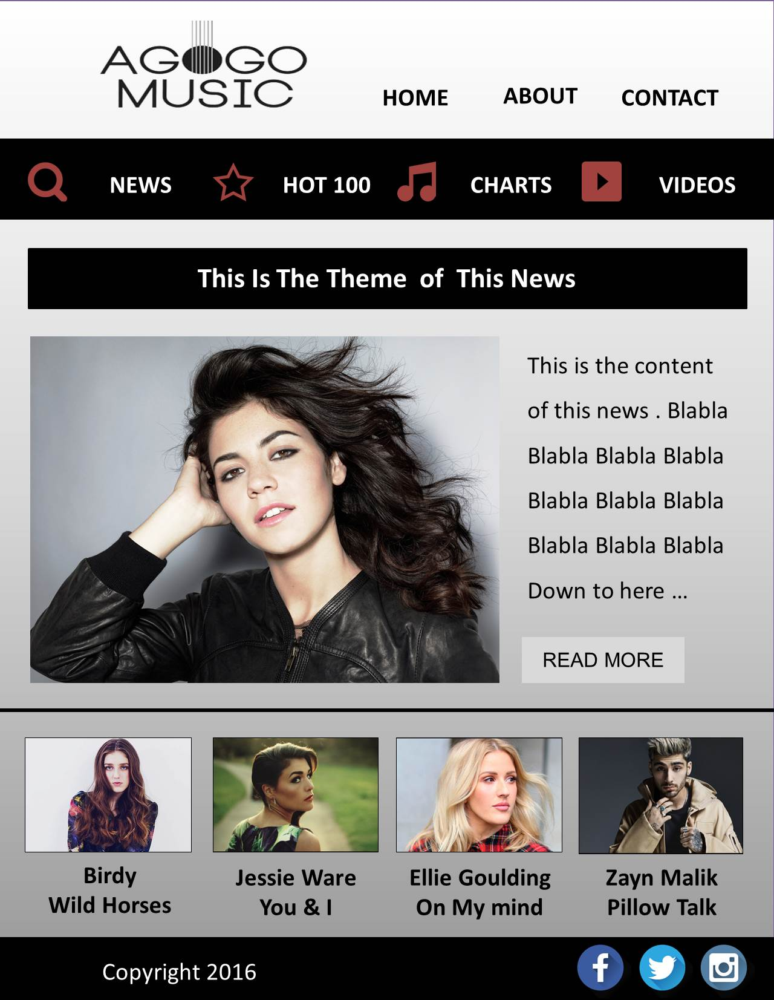 AGOGO
MUSIC
HOME ABOUT CONTACT
NEWS HOT 100 CHARTS VIDEOS
This Is The Theme of This News
This is the content
of this news . Blabla
Blabla Blabla Blabla
Blabla Blabla Blabla
Blabla Blabla Blabla
Down to here ...
READ MORE
Birdy
Wild Horses
Jessie Ware
You & I
Ellie Goulding
On My mind
Zayn Malik
Pillow Talk
Copyright 2016